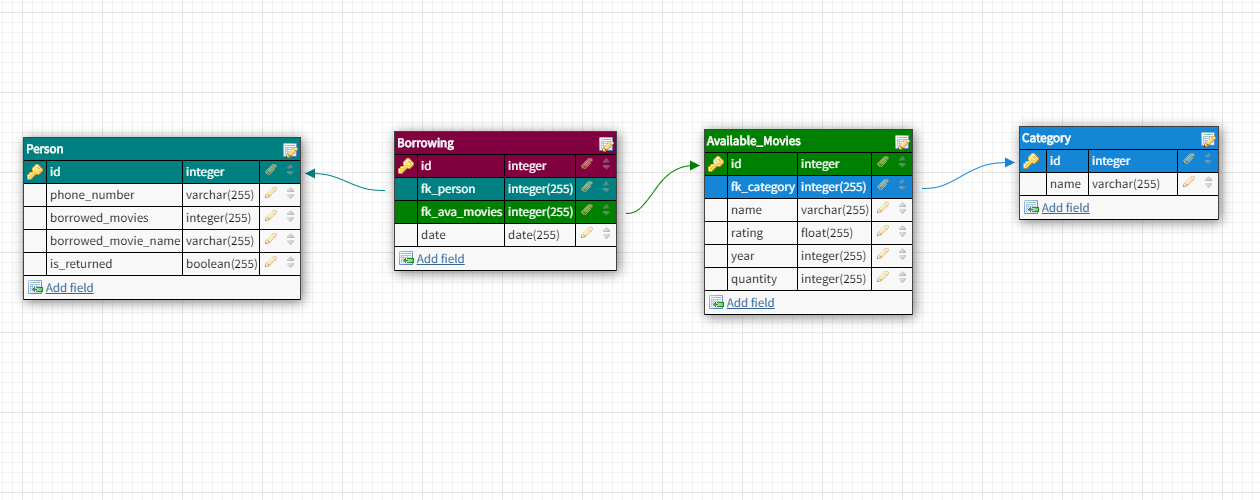 Person
id integer
phone_number varchar(255)
borrowed_movies integer(255)
borrowed_movie_name varchar(255)
is_returned boolean(255)
Add field
Borrowing
id integer
fk_person integer(255)
fk_ava_movies integer(255)
date date(255)
Add field
Available_Movies
id integer
fk_category integer(255)
name varchar(255)
rating float(255)
year integer(255)
quantity integer(255)
Add field
Category
id integer
name varchar(255)
Add field